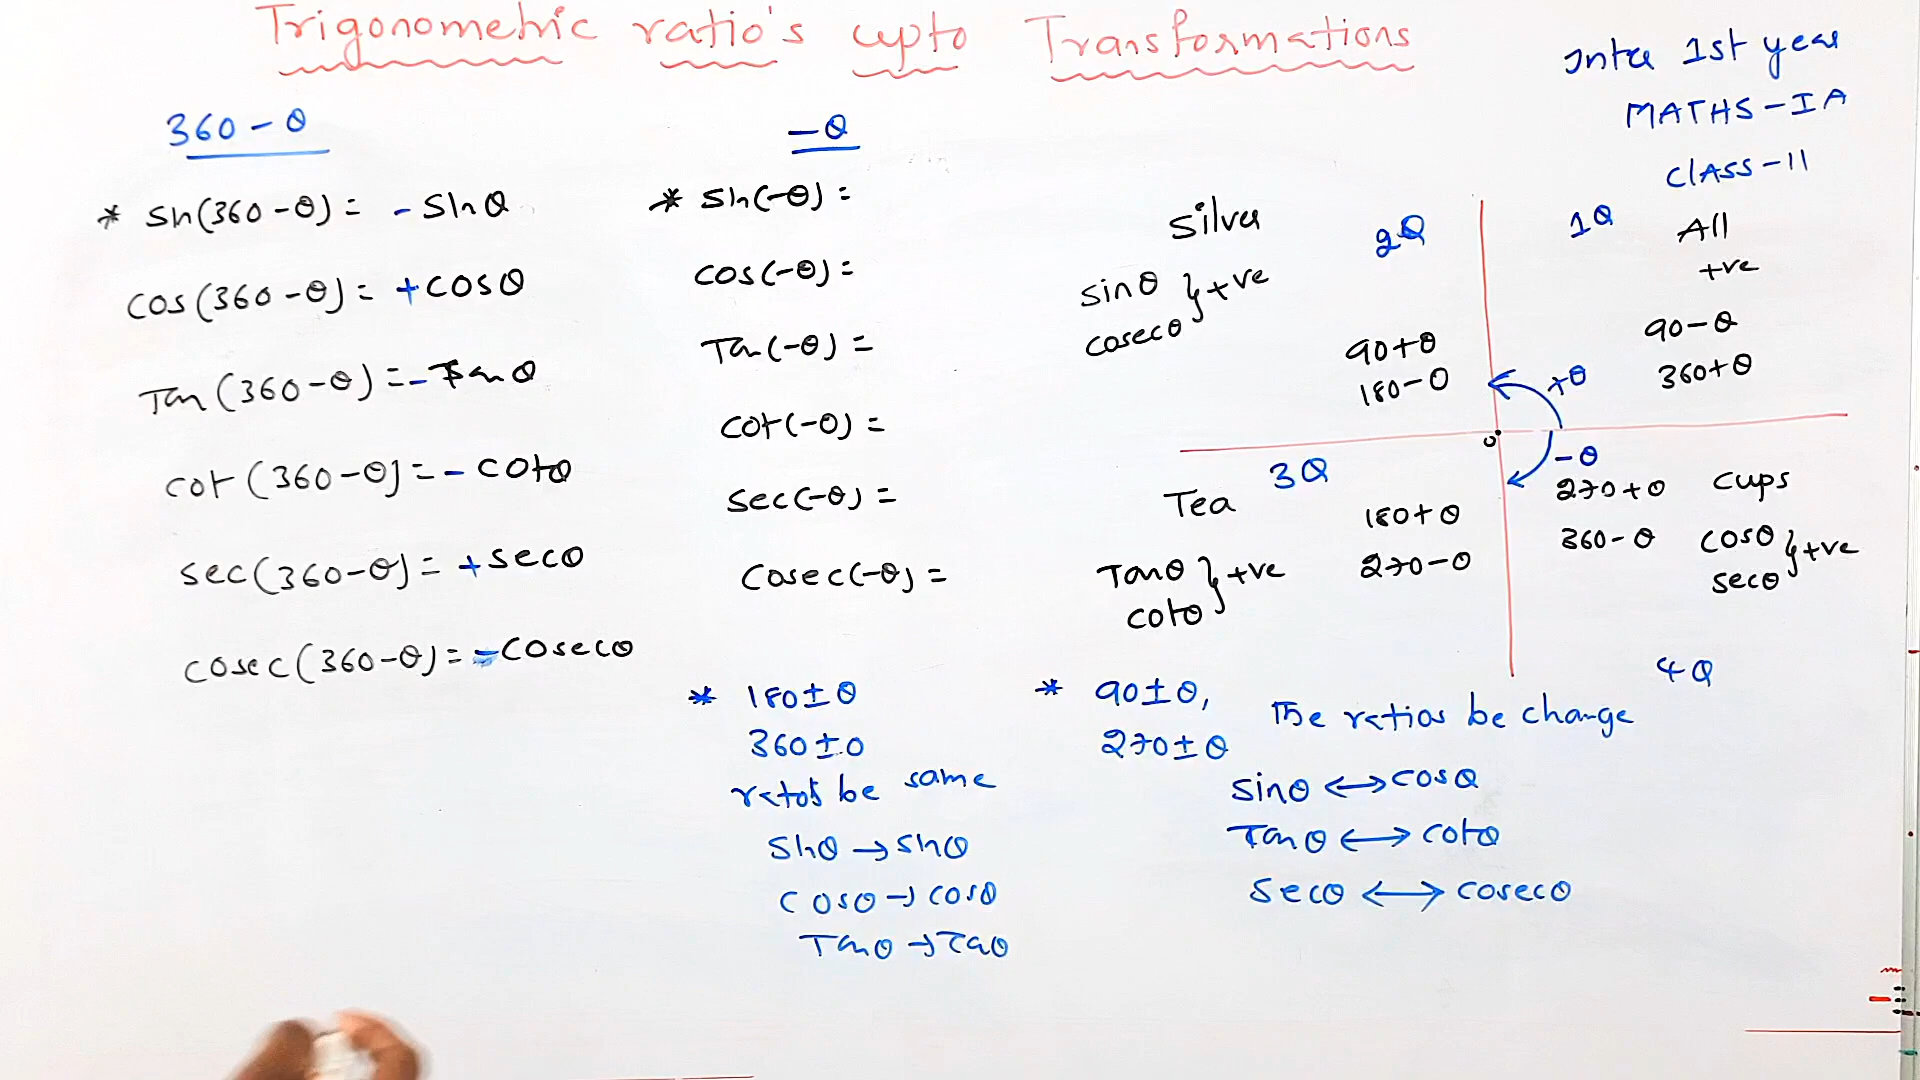 Trigonometric ratio's upto Transformations
Inter 1st year
MATHS-IA
CLASS-11
360-θ
* sin(360-θ) = -sinθ
cos(360-θ) = +cosθ
Tan(360-θ) = -Tanθ
cot(360-θ) = -cotθ
sec(360-θ) = +secθ
cosec(360-θ) = -cosecθ
-θ
* sin(-θ) =
cos(-θ) =
Tan(-θ) =
cot(-θ) =
sec(-θ) =
cosec(-θ) =
Silver
2Q
sinθ
cosecθ } +ve
90+θ
180-θ
1Q
All
+ve
90-θ
360+θ
+θ
0
-θ
3Q
Tea
180+θ
270-θ
Tanθ
cotθ } +ve
270+θ
360-θ
cups
cosθ
secθ } +ve
4Q
* 180±θ
360±θ
ratos be same
sinθ → sinθ
cosθ → cosθ
Tanθ → Tanθ
* 90±θ,
270±θ
The ratios be change
sinθ ↔ cosθ
Tanθ ↔ cotθ
secθ ↔ cosecθ